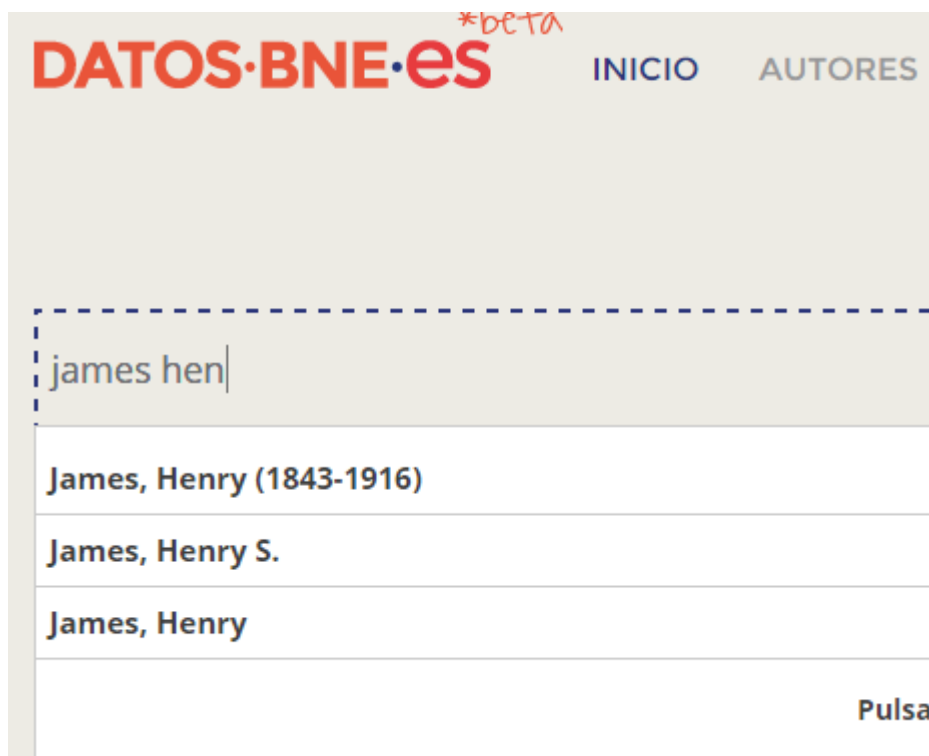 *beta
DATOS·BNE·es INICIO AUTORES
james hen
James, Henry (1843-1916)
James, Henry S.
James, Henry
Pulsa